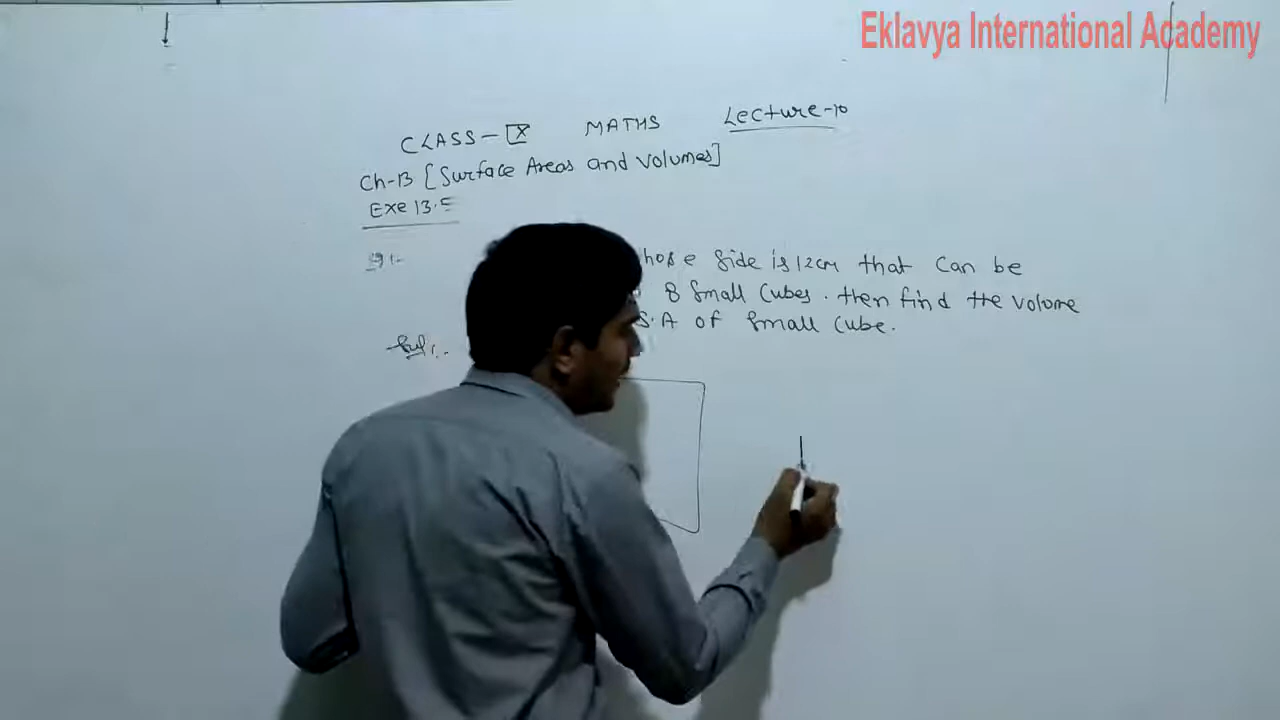 Eklavya International Academy
CLASS - X MATHS Lecture-10
Ch-13 [Surface Areas and volumes]
Exe 13.5
side is 12cm that can be
8 small cubes. then find the volume
S.A of small cube.
Sol:-